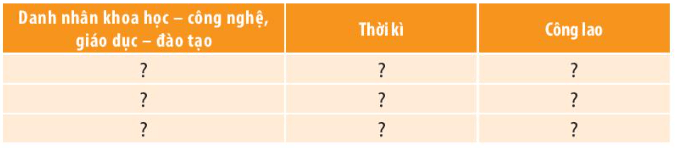 Danh nhân khoa học – công nghệ,
giáo dục – đào tạo
Thời kì
Công lao
? ? ?
? ? ?
? ? ?